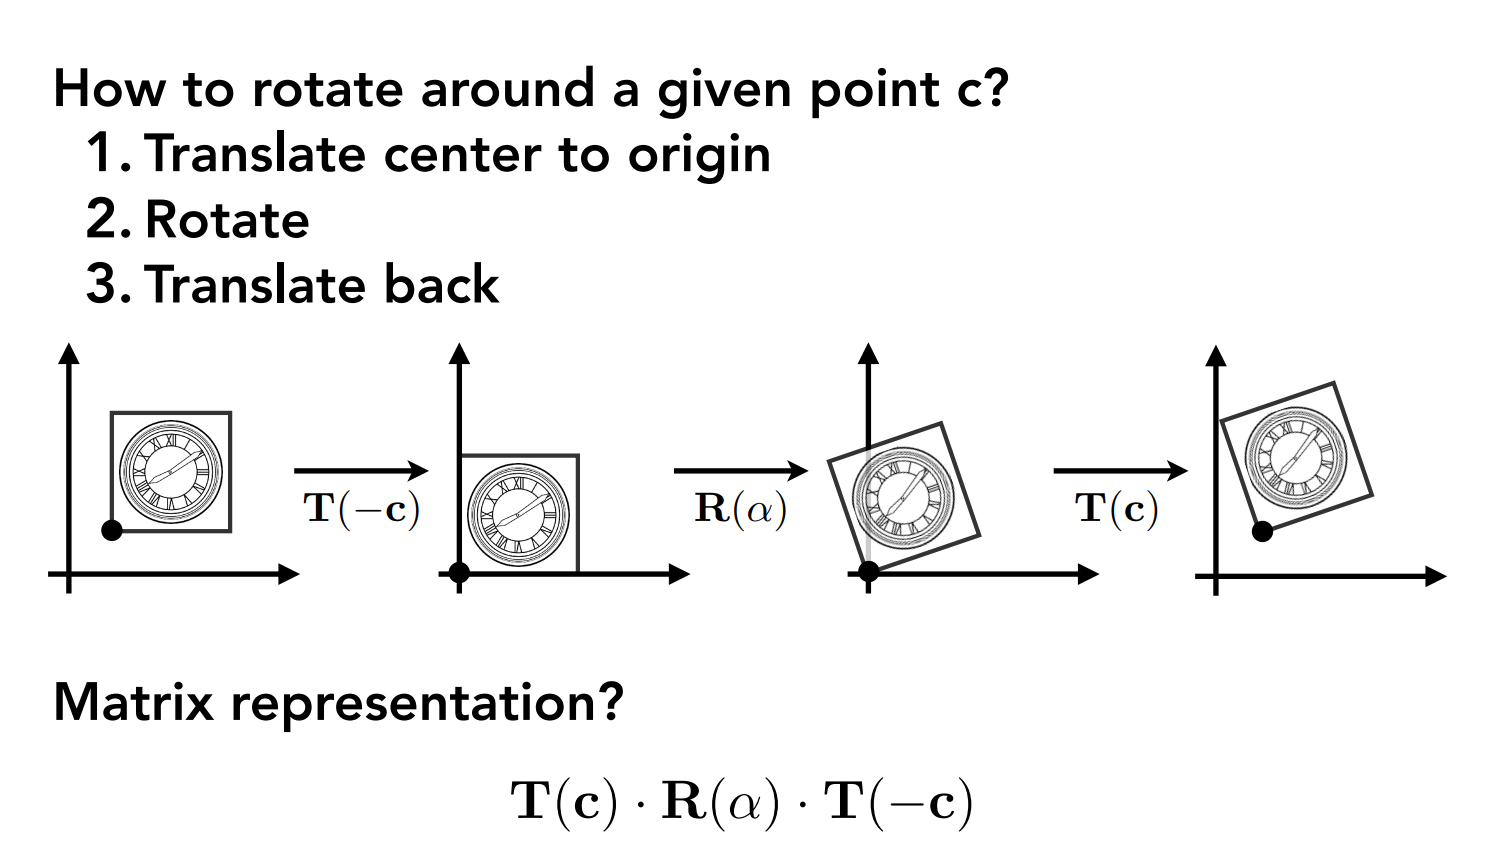 How to rotate around a given point c?
1. Translate center to origin
2. Rotate
3. Translate back
T(−c)
R(α)
T(c)
Matrix representation?
T(c) · R(α) · T(−c)